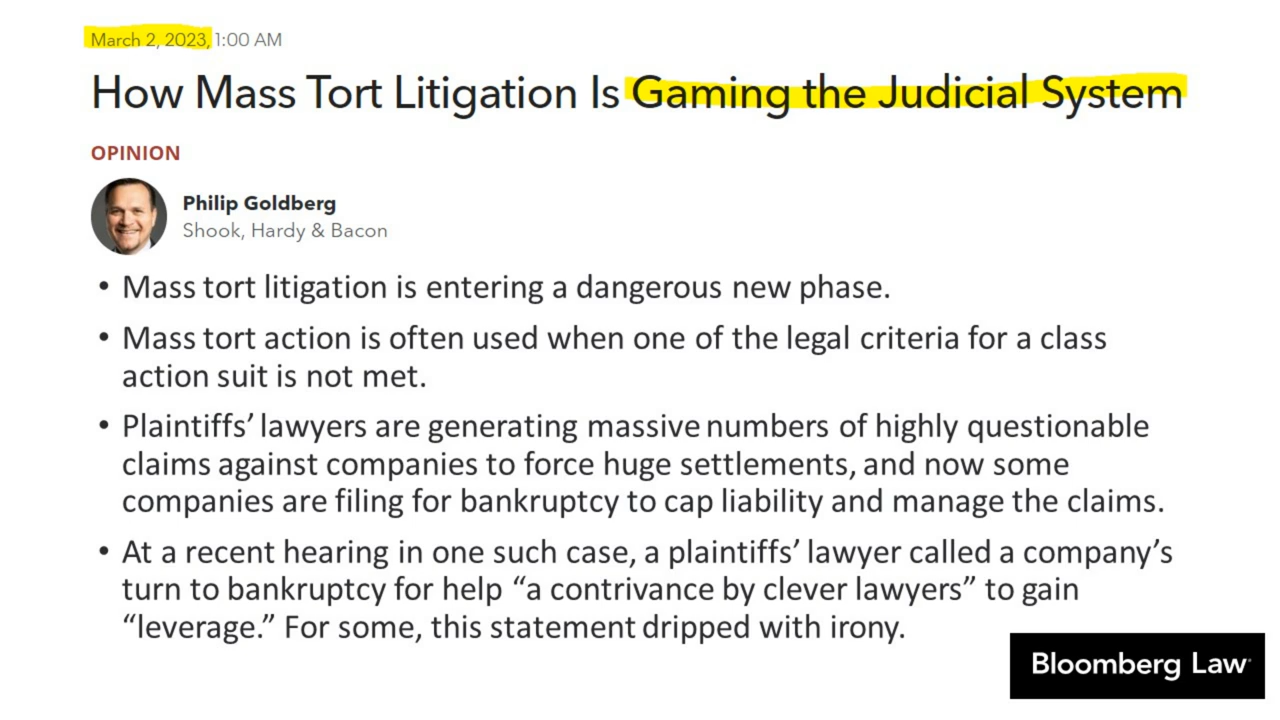 March 2, 2023, 1:00 AM
How Mass Tort Litigation Is Gaming the Judicial System
OPINION
Philip Goldberg
Shook, Hardy & Bacon
• Mass tort litigation is entering a dangerous new phase.
• Mass tort action is often used when one of the legal criteria for a class
action suit is not met.
• Plaintiffs’ lawyers are generating massive numbers of highly questionable
claims against companies to force huge settlements, and now some
companies are filing for bankruptcy to cap liability and manage the claims.
• At a recent hearing in one such case, a plaintiffs’ lawyer called a company’s
turn to bankruptcy for help “a contrivance by clever lawyers” to gain
“leverage.” For some, this statement dripped with irony.
Bloomberg Law